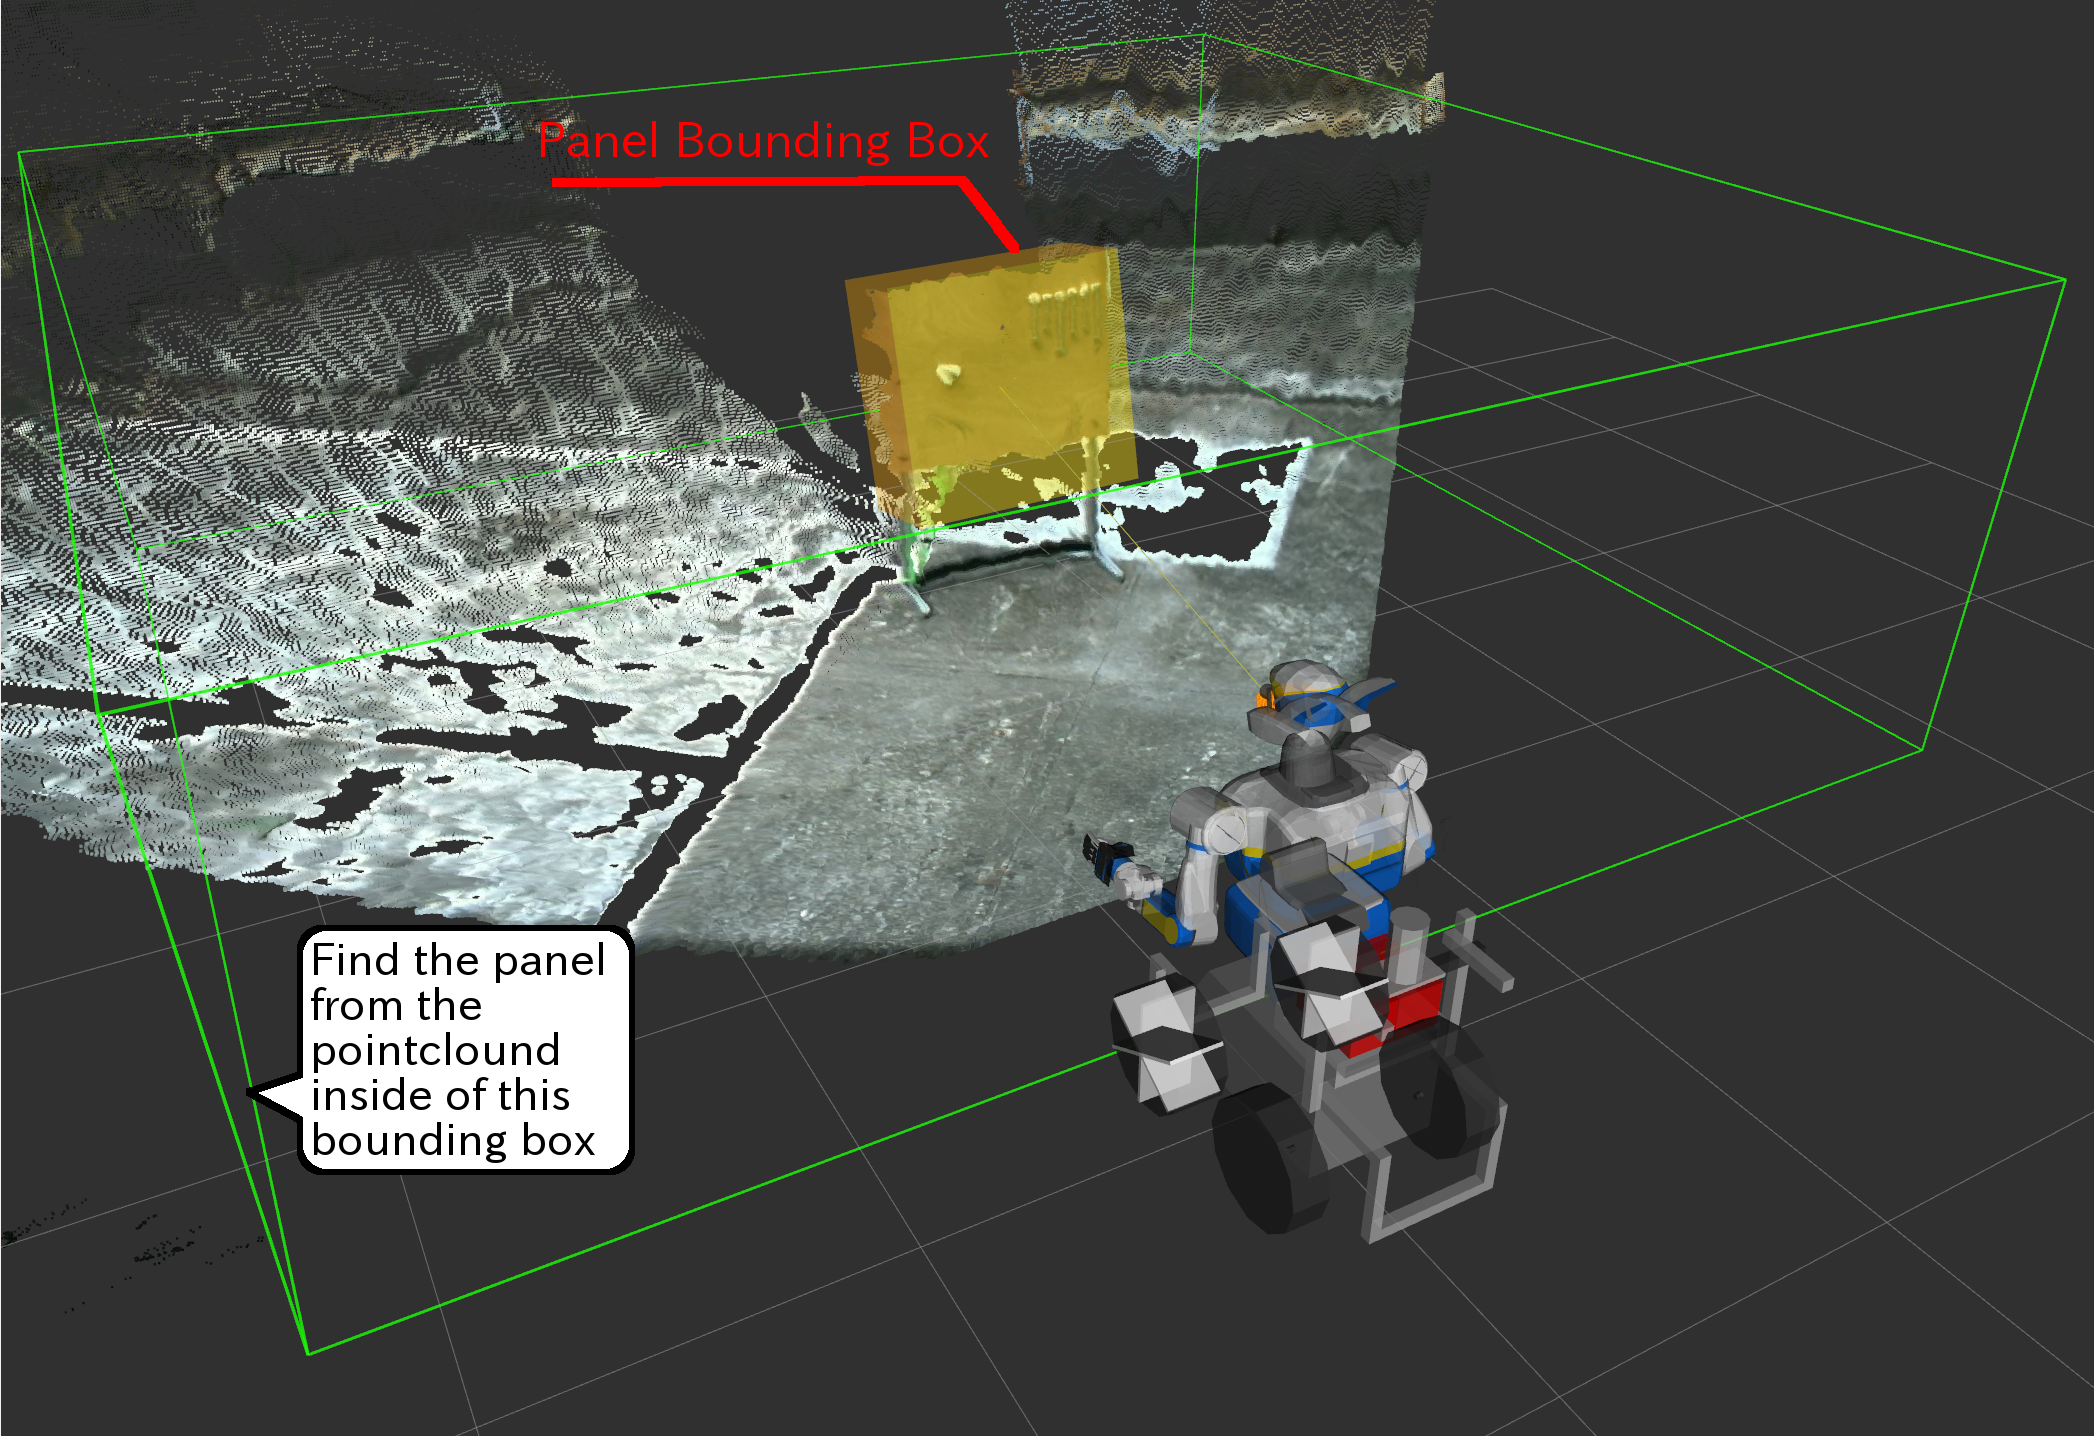 Panel Bounding Box
Find the panel
from the
pointclound
inside of this
bounding box